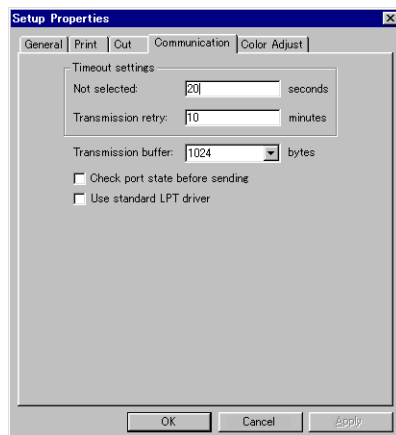 Setup Properties
General Print Cut Communication Color Adjust
Timeout settings
Not selected: 20 seconds
Transmission retry: 10 minutes
Transmission buffer: 1024 bytes
Check port state before sending
Use standard LPT driver
OK Cancel Apply